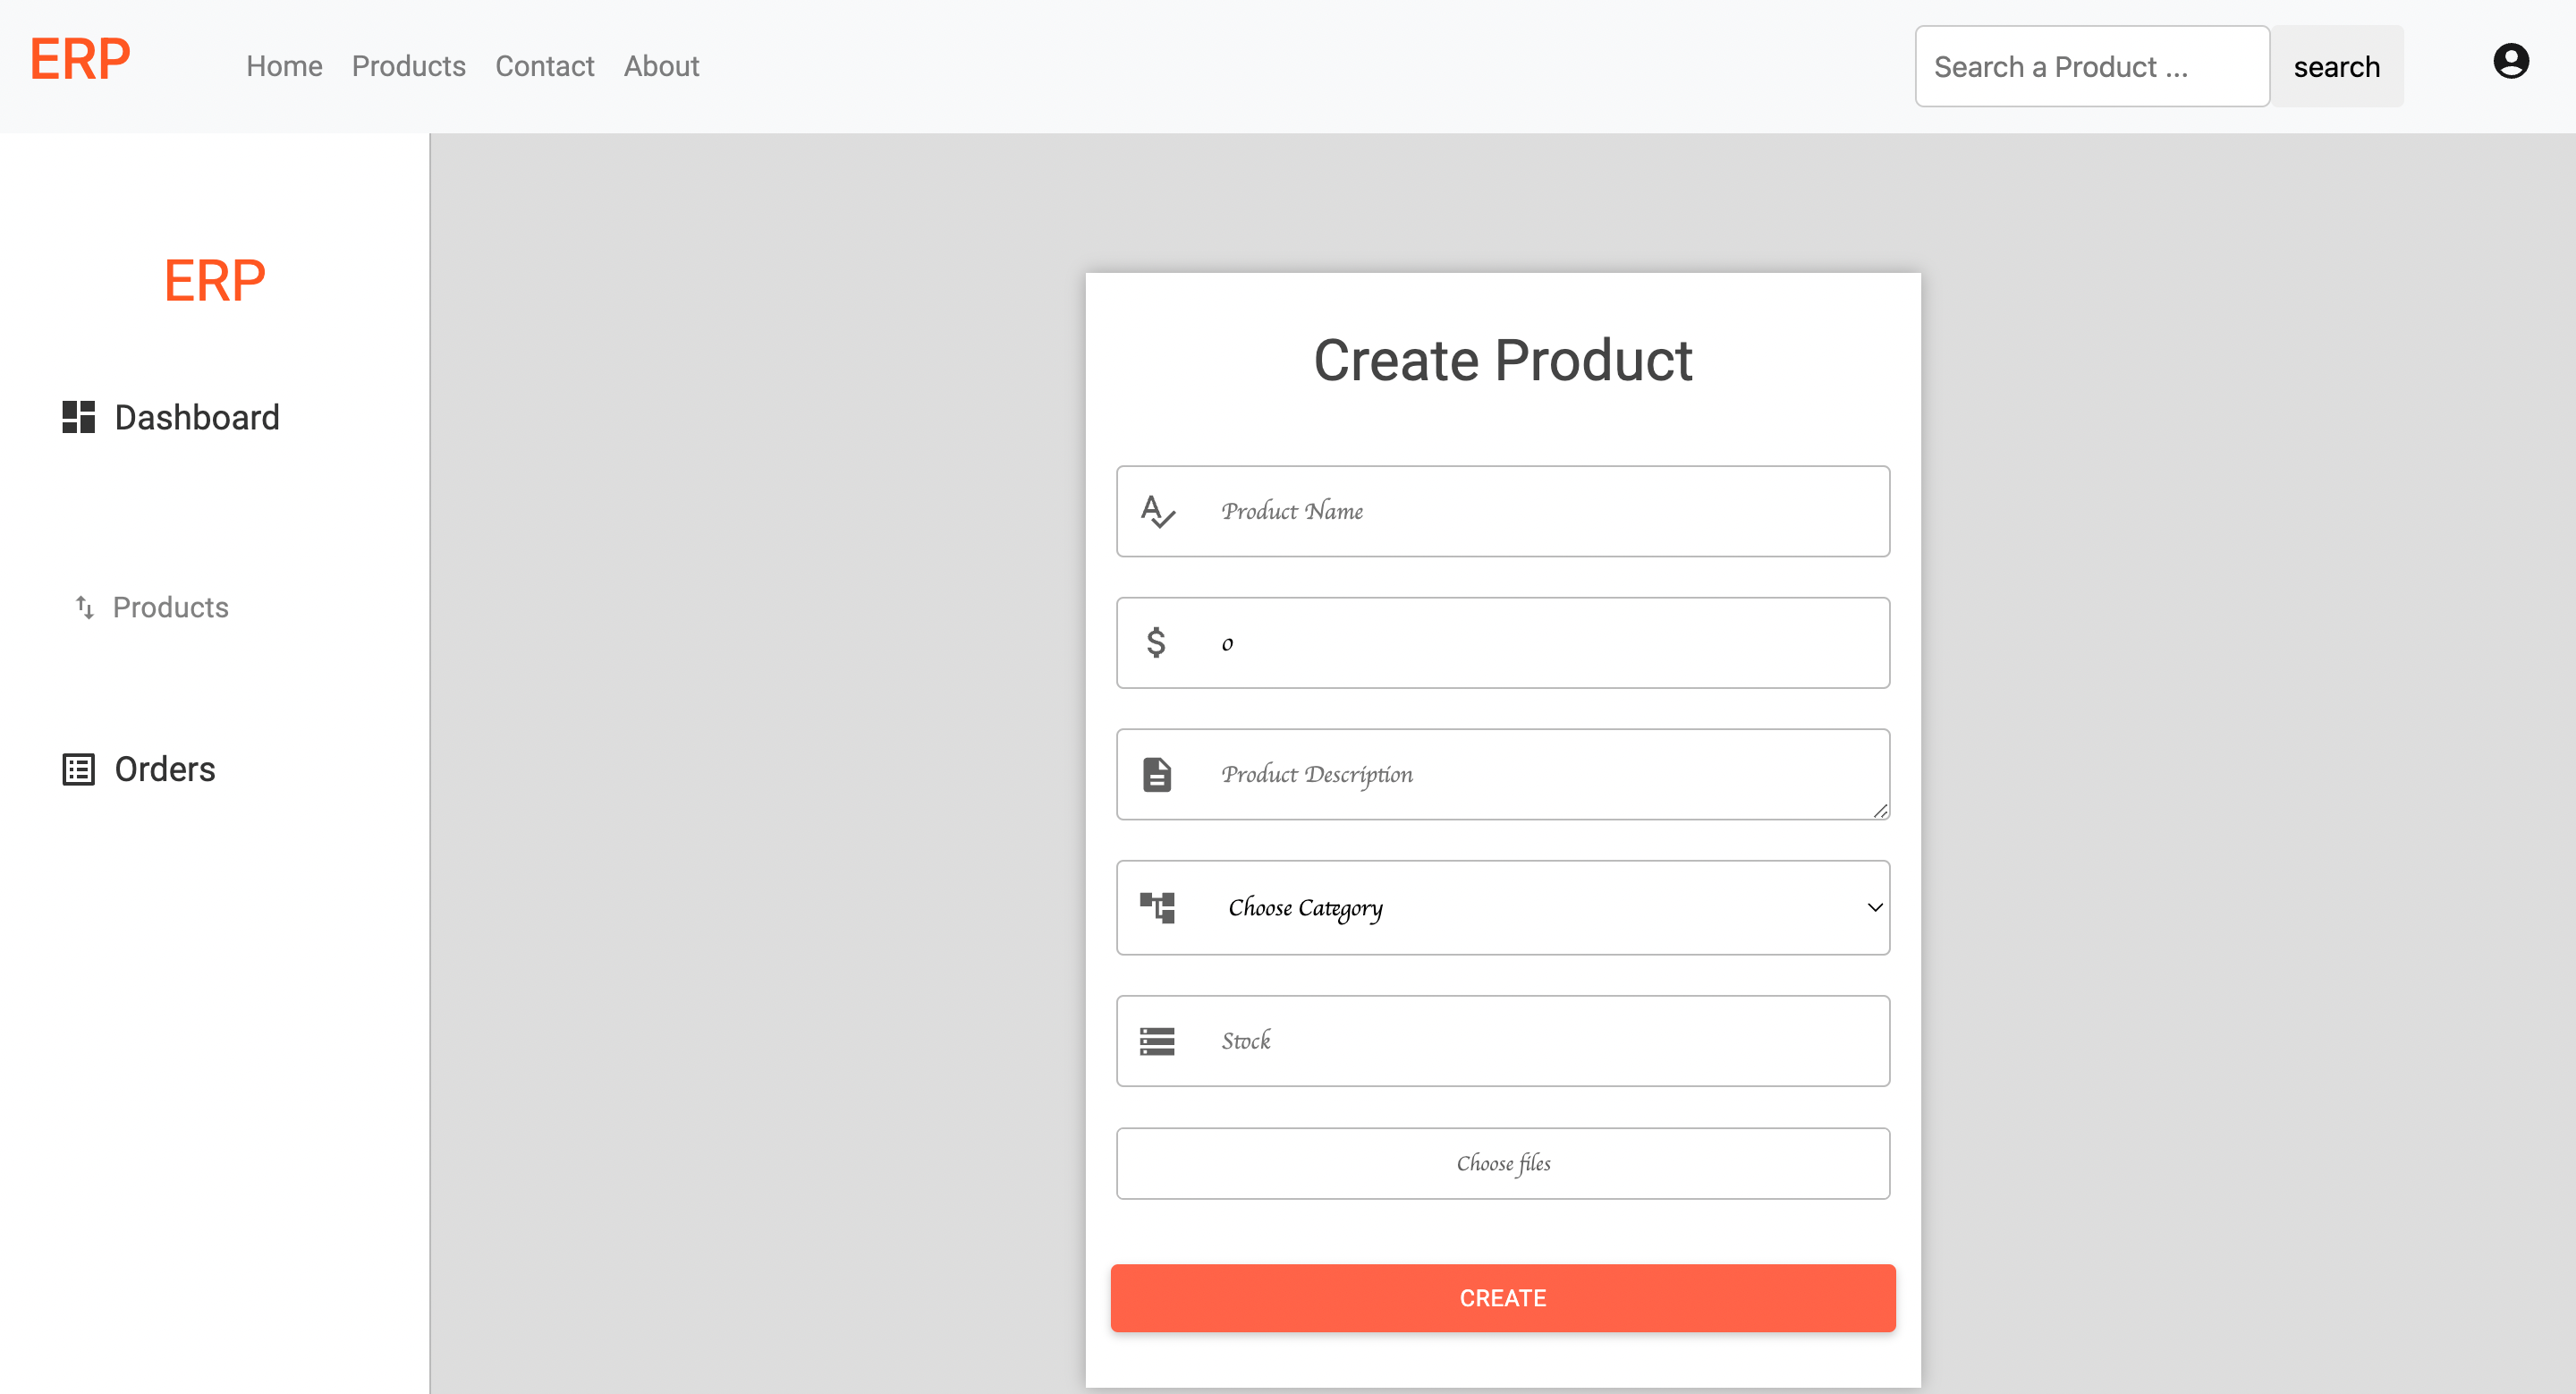 ERP
Home Products Contact About
Search a Product ...
search
ERP
Dashboard
Products
Orders
Create Product
Product Name
$ 0
Product Description
Choose Category
Stock
Choose files
CREATE